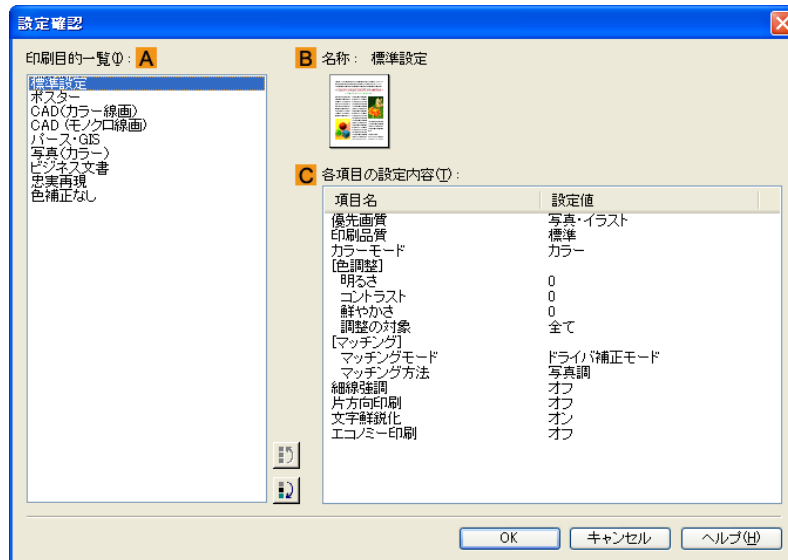 設定確認
印刷目的一覧(I): A
標準設定
ポスター
CAD(カラー線画)
CAD (モノクロ線画)
パース・GIS
写真(カラー)
ビジネス文書
忠実再現
色補正なし
B 名称: 標準設定
C 各項目の設定内容(T):
項目名 設定値
優先画質 写真・イラスト
印刷品質 標準
カラーモード カラー
[色調整]
明るさ 0
コントラスト 0
鮮やかさ 0
調整の対象 全て
[マッチング]
マッチングモード ドライバ補正モード
マッチング方法 写真調
細線強調 オフ
片方向印刷 オフ
文字鮮鋭化 オン
エコノミー印刷 オフ
OK キャンセル ヘルプ(H)